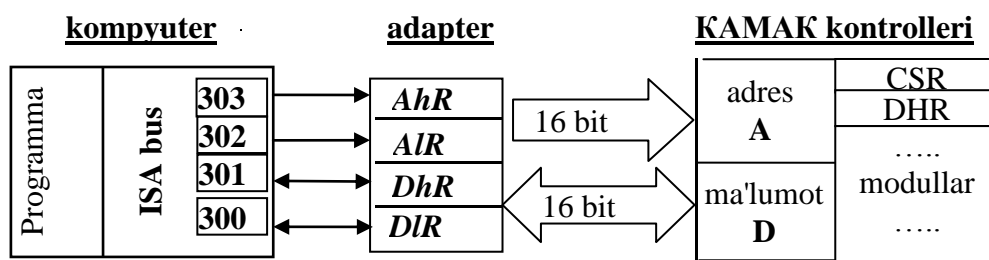 kompyuter
adapter
КАМАК kontrolleri
Programma
ISA bus
303
302
301
300
AhR
AlR
DhR
DlR
16 bit
16 bit
adres
A
ma'lumot
D
CSR
DHR
…..
modullar
…..